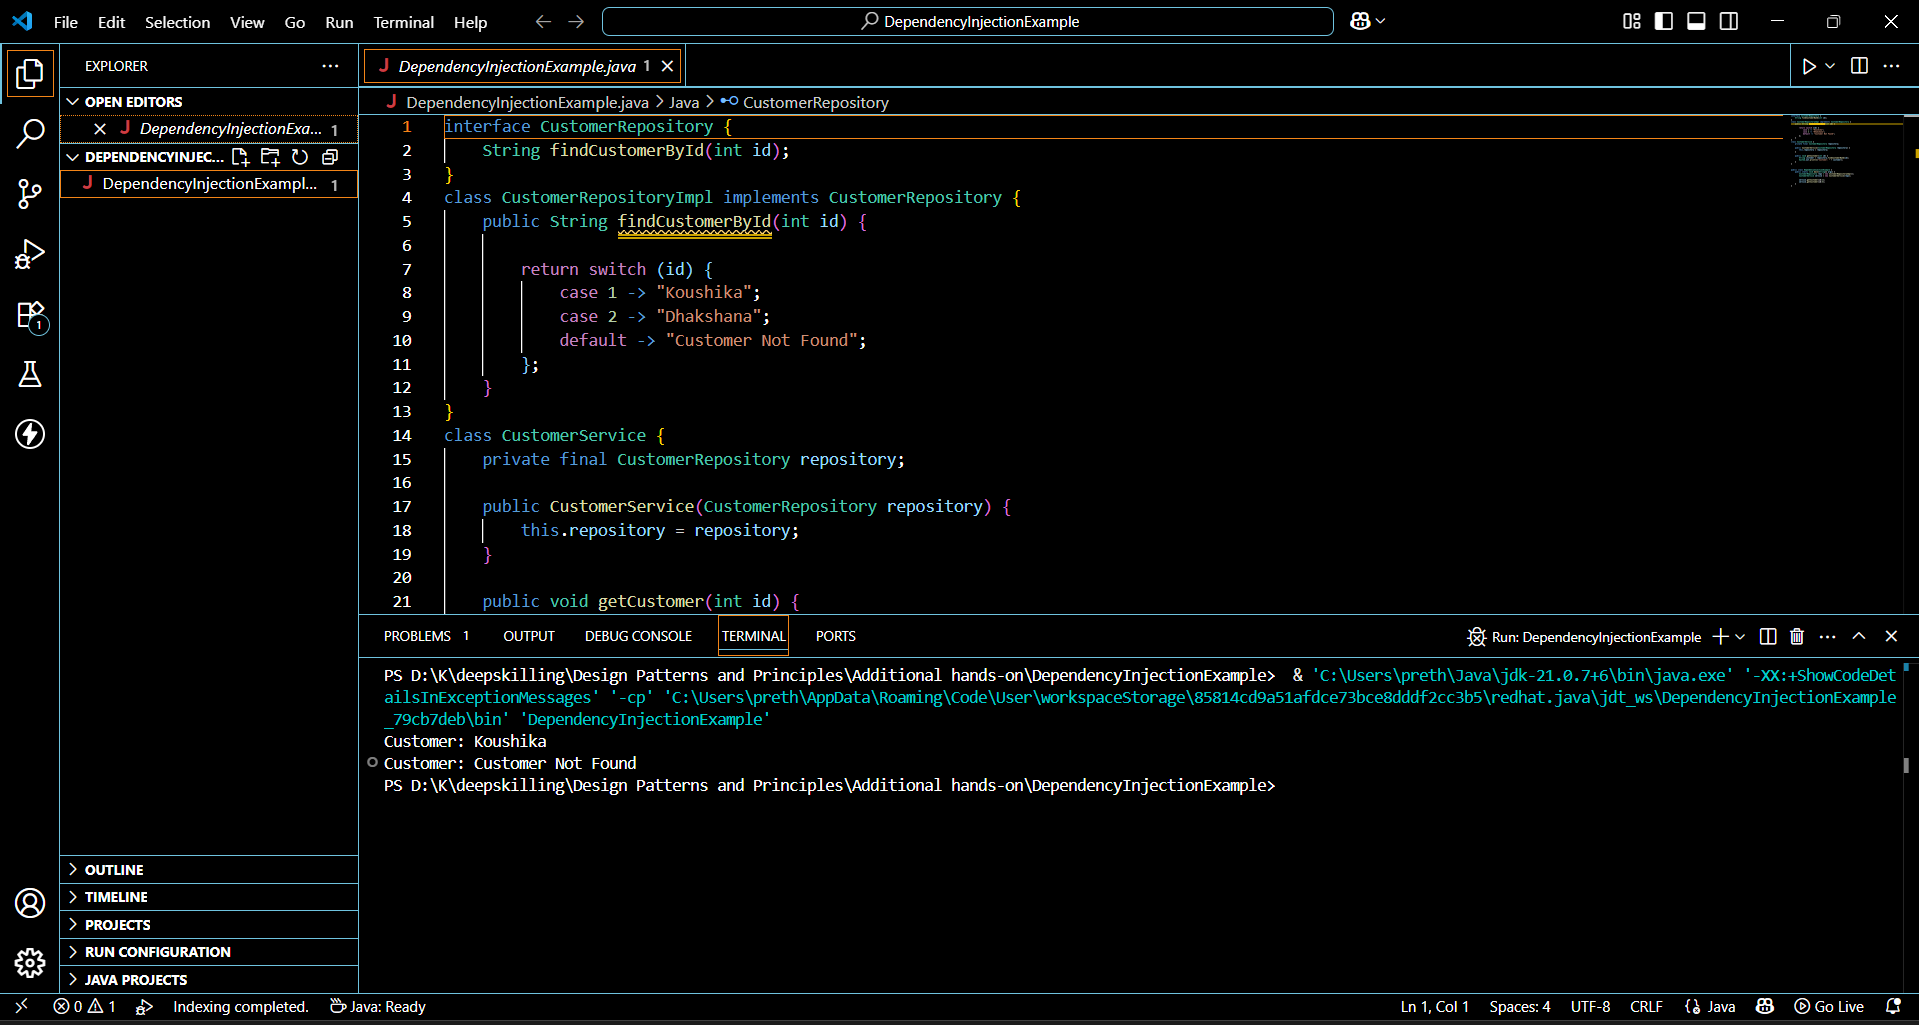 File Edit Selection View Go Run Terminal Help
DependencyInjectionExample
EXPLORER
OPEN EDITORS
DependencyInjectionExa... 1
DEPENDENCYINJEC...
J DependencyInjectionExampl... 1
OUTLINE
TIMELINE
PROJECTS
RUN CONFIGURATION
JAVA PROJECTS
J DependencyInjectionExample.java 1
J DependencyInjectionExample.java > Java > CustomerRepository
1 interface CustomerRepository {
2 String findCustomerById(int id);
3 }
4 class CustomerRepositoryImpl implements CustomerRepository {
5 public String findCustomerById(int id) {
6
7 return switch (id) {
8 case 1 -> "Koushika";
9 case 2 -> "Dhakshana";
10 default -> "Customer Not Found";
11 };
12 }
13 }
14 class CustomerService {
15 private final CustomerRepository repository;
16
17 public CustomerService(CustomerRepository repository) {
18 this.repository = repository;
19 }
20
21 public void getCustomer(int id) {
PROBLEMS 1 OUTPUT DEBUG CONSOLE TERMINAL PORTS
Run: DependencyInjectionExample
PS D:\K\deepskilling\Design Patterns and Principles\Additional hands-on\DependencyInjectionExample> & 'C:\Users\preth\Java\jdk-21.0.7+6\bin\java.exe' '-XX:+ShowCodeDet
ailsInExceptionMessages' '-cp' 'C:\Users\preth\AppData\Roaming\Code\User\workspaceStorage\85814cd9a51afdce73bce8dddf2cc3b5\redhat.java\jdt_ws\DependencyInjectionExample
_79cb7deb\bin' 'DependencyInjectionExample'
Customer: Koushika
Customer: Customer Not Found
PS D:\K\deepskilling\Design Patterns and Principles\Additional hands-on\DependencyInjectionExample>
0 1 Indexing completed. Java: Ready
Ln 1, Col 1 Spaces: 4 UTF-8 CRLF Java Go Live